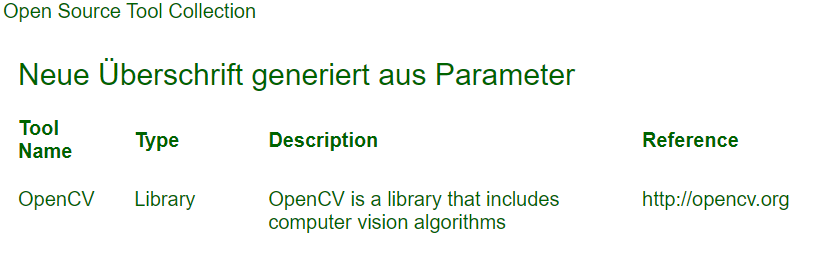 Open Source Tool Collection
Neue Überschrift generiert aus Parameter
Tool
Name
Type
Description
Reference
OpenCV
Library
OpenCV is a library that includes
computer vision algorithms
http://opencv.org